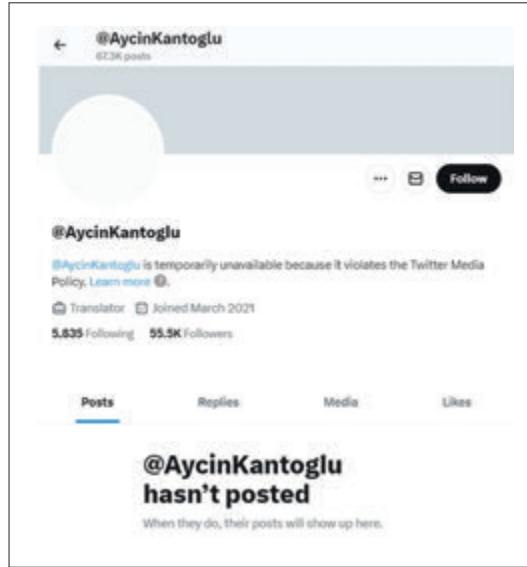 @AycinKantoglu
67.3K posts
Follow
@AycinKantoglu
@AycinKantoglu is temporarily unavailable because it violates the Twitter Media
Policy. Learn more
Translator Joined March 2021
5.835 Following 55.5K Followers
Posts Replies Media Likes
@AycinKantoglu
hasn't posted
When they do, their posts will show up here.